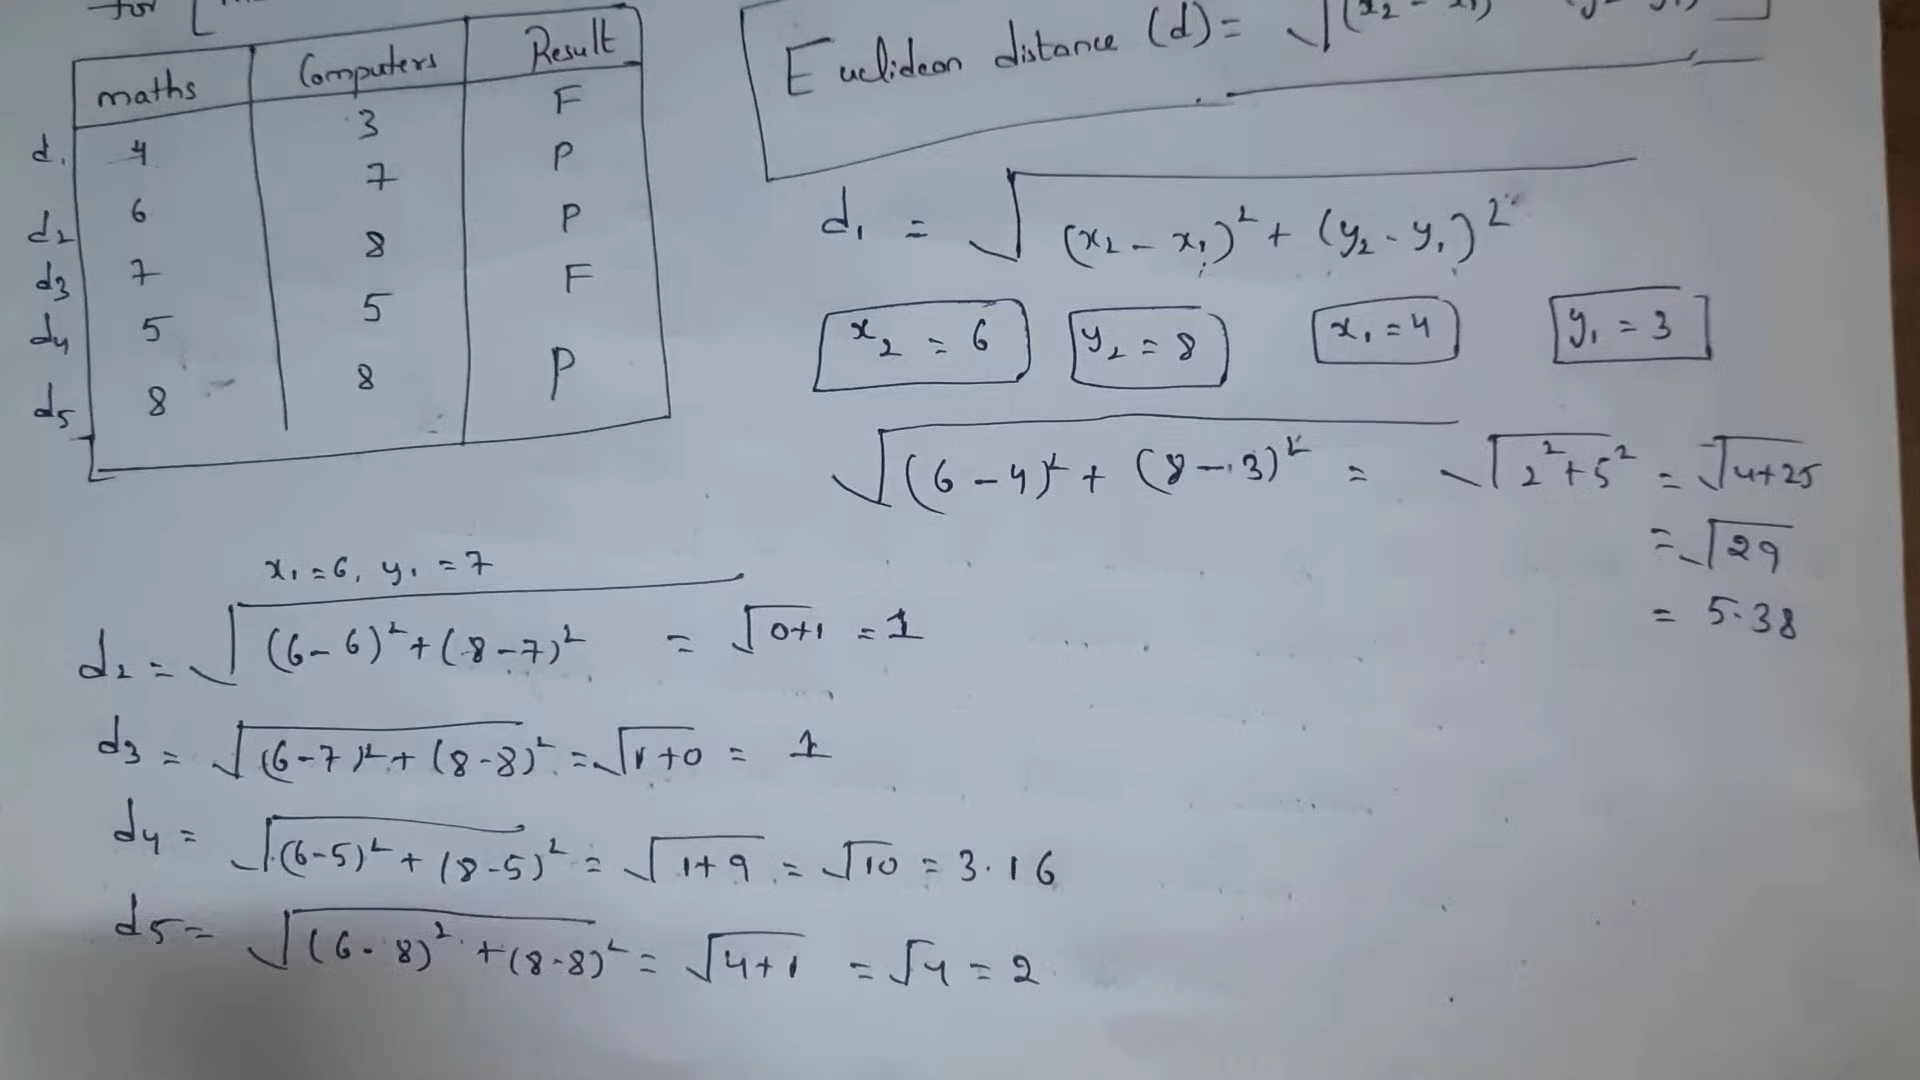 for [
maths Computers Result
d1 4 3 F
d2 6 7 P
d3 7 8 P
d4 5 5 F
d5 8 8 P
Euclidean distance (d) = √(x2 - x1) (y2 - y1)
d1 = √(x2 - x1)² + (y2 - y1)²
x2 = 6 y2 = 8 x1 = 4 y1 = 3
√(6-4)² + (8-3)² = √2² + 5² = √4+25
= √29
= 5.38
x1 = 6, y1 = 7
d2 = √(6-6)² + (8-7)² = √0+1 = 1
d3 = √(6-7)² + (8-8)² = √1+0 = 1
d4 = √(6-5)² + (8-5)² = √1+9 = √10 = 3.16
d5 = √(6-8)² + (8-8)² = √4+1 = √4 = 2